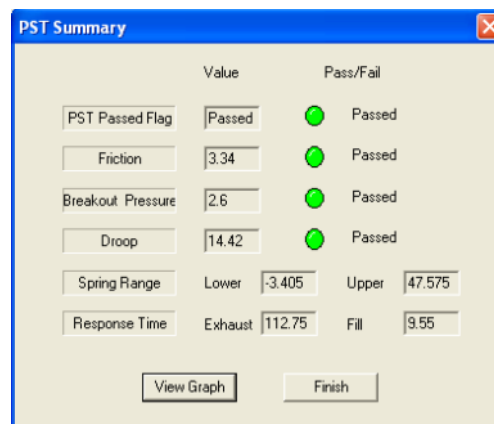 PST Summary
Value Pass/Fail
PST Passed Flag Passed Passed
Friction 3.34 Passed
Breakout Pressure 2.6 Passed
Droop 14.42 Passed
Spring Range Lower -3.405 Upper 47.575
Response Time Exhaust 112.75 Fill 9.55
View Graph Finish